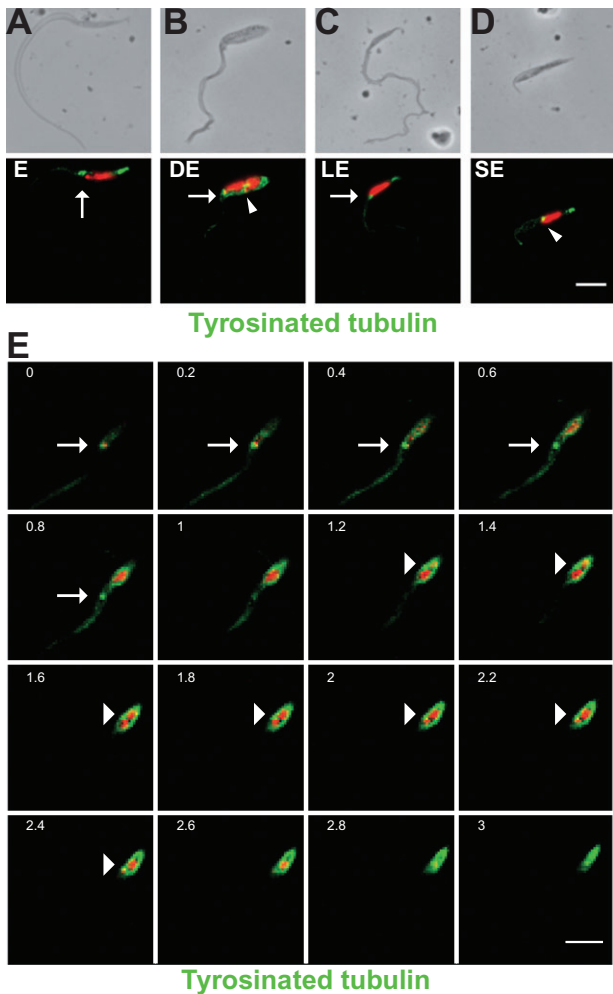 A B C D
E DE LE SE
Tyrosinated tubulin
E
0 0.2 0.4 0.6
0.8 1 1.2 1.4
1.6 1.8 2 2.2
2.4 2.6 2.8 3
Tyrosinated tubulin